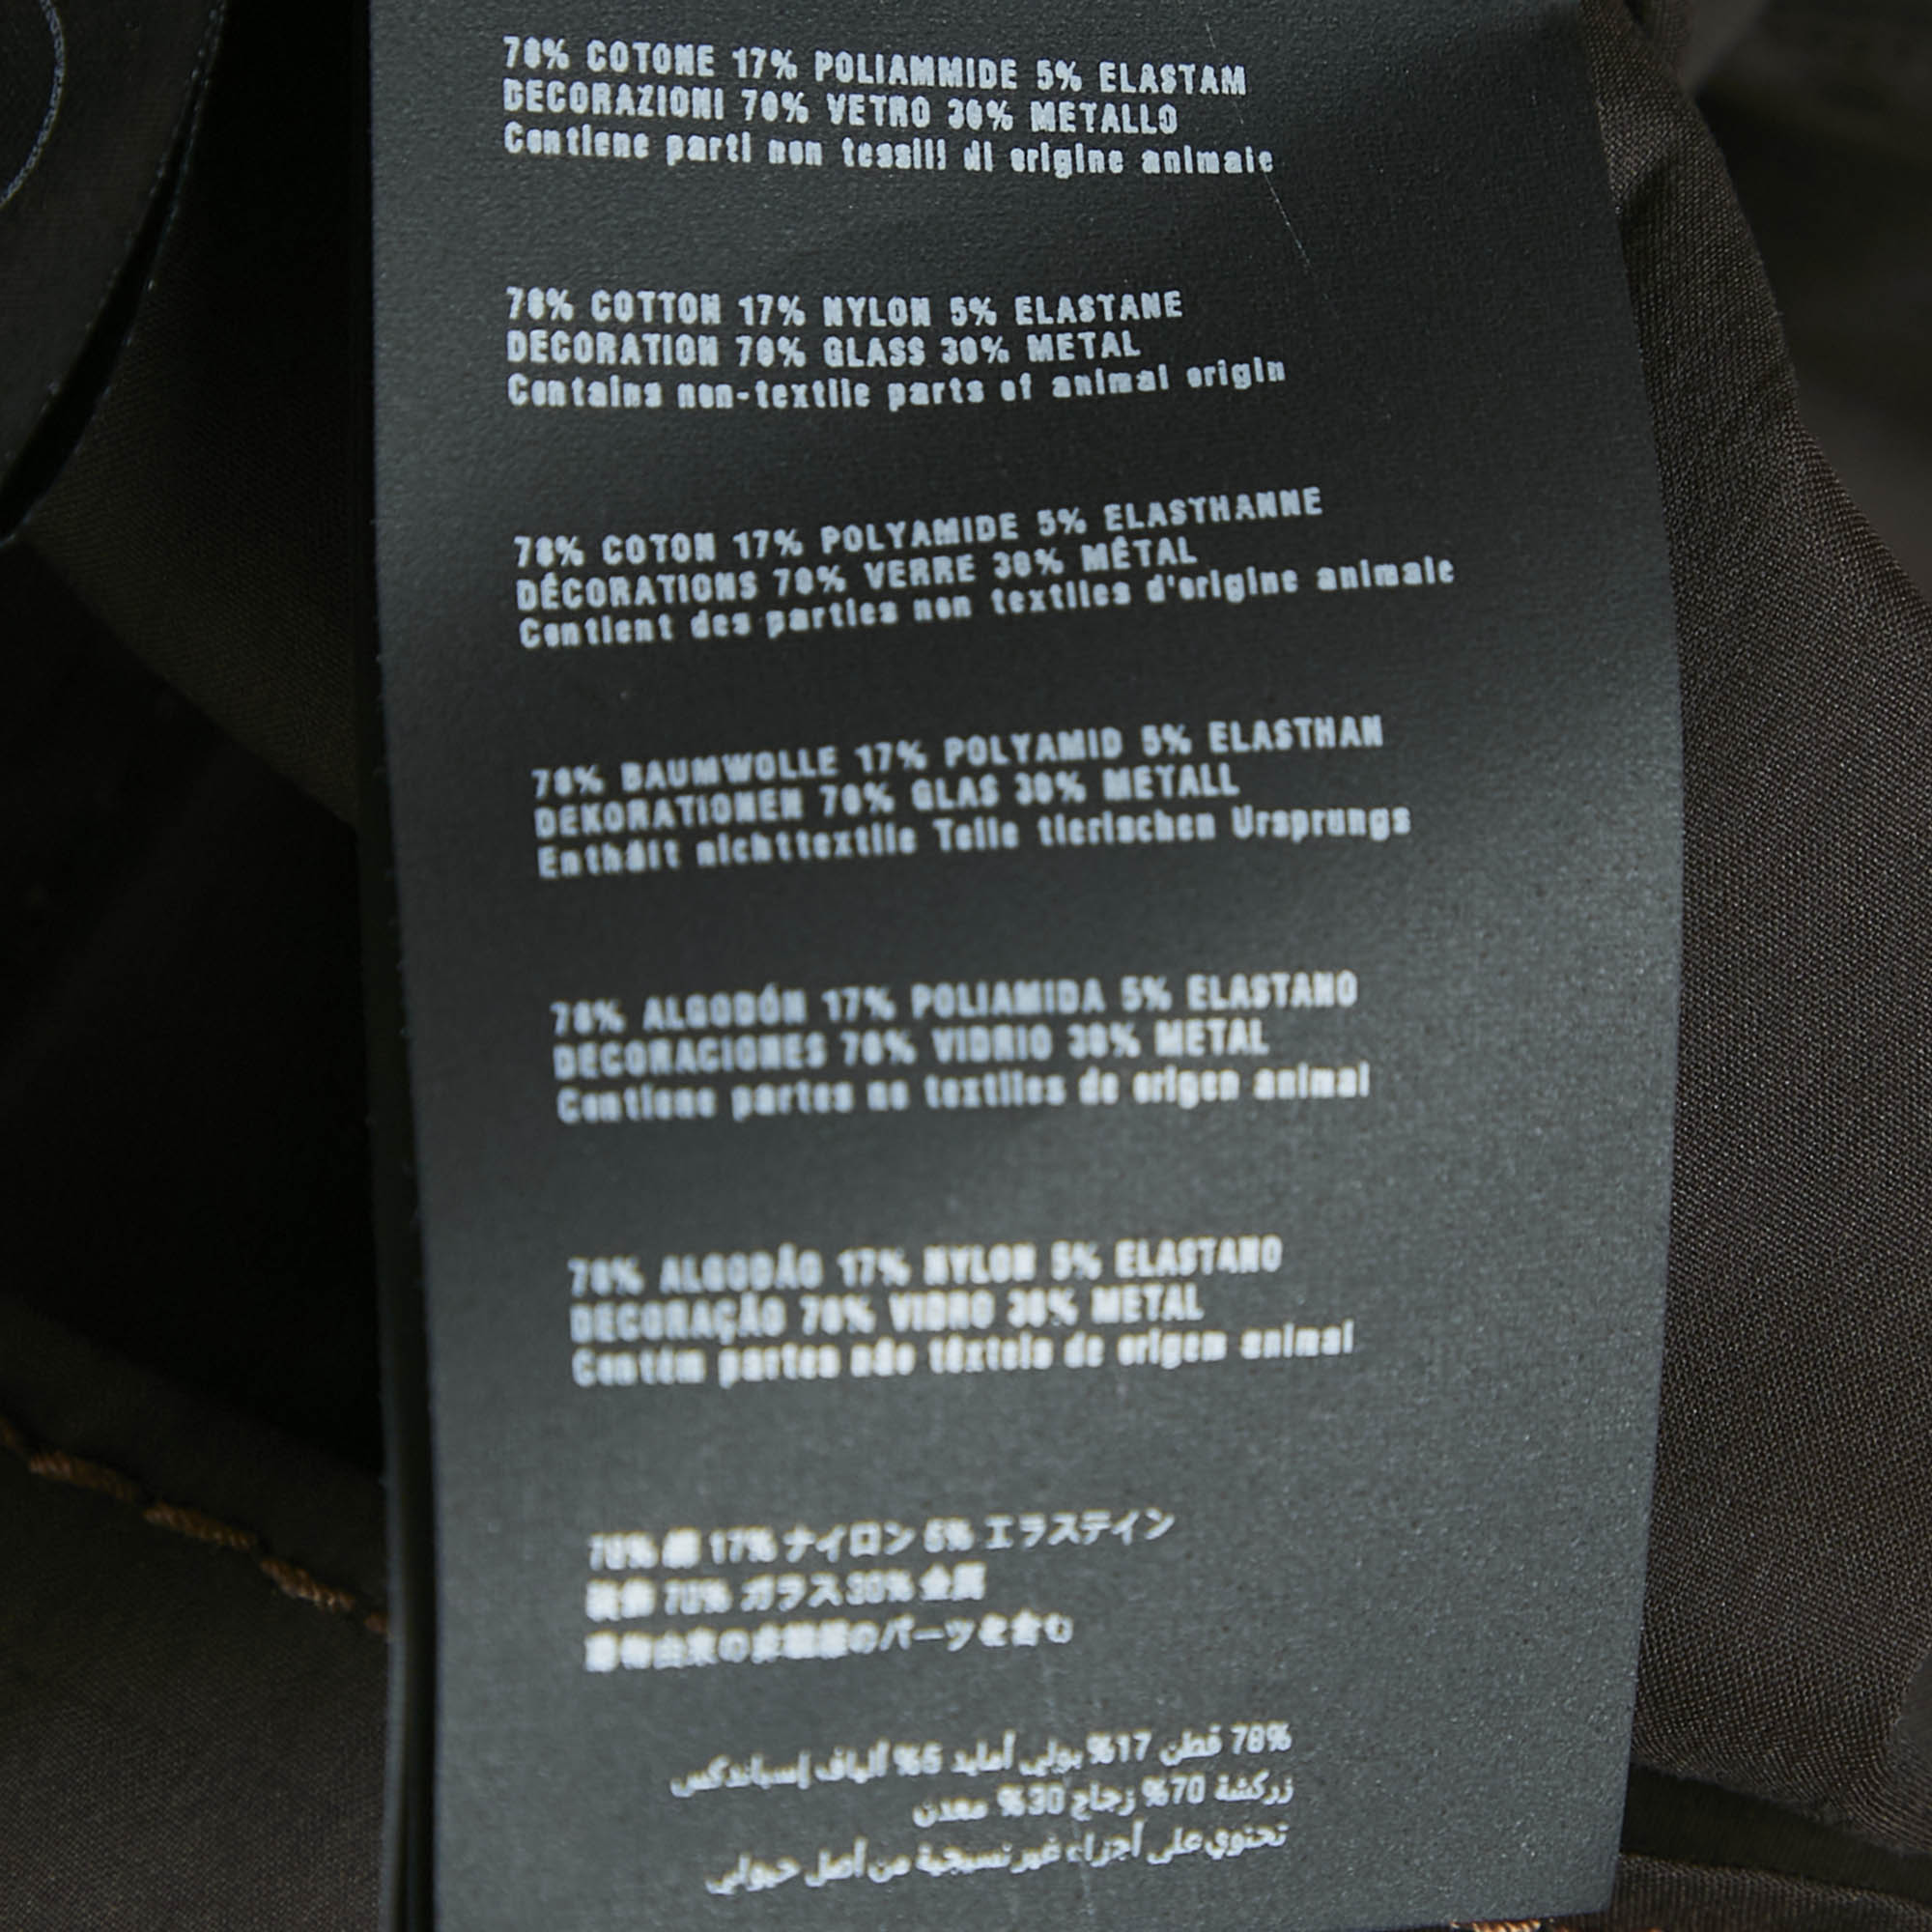 78% COTONE 17% POLIAMMIDE 5% ELASTAM
DECORAZIONI 70% VETRO 30% METALLO
Contiene parti non tessili di origine animale
78% COTTON 17% NYLON 5% ELASTANE
DECORATION 70% GLASS 30% METAL
Contains non-textile parts of animal origin
78% COTON 17% POLYAMIDE 5% ELASTHANNE
DÉCORATIONS 70% VERRE 30% MÉTAL
Contient des parties non textiles d'origine animale
78% BAUMWOLLE 17% POLYAMID 5% ELASTHAN
DEKORATIONEN 70% GLAS 30% METALL
Enthält nichttextile Teile tierischen Ursprungs
78% ALGODÓN 17% POLIAMIDA 5% ELASTANO
DECORACIONES 70% VIDRIO 30% METAL
Contiene partes no textiles de origen animal
78% ALGODÃO 17% NYLON 5% ELASTANO
DECORAÇÃO 70% VIDRO 30% METAL
Contém partes não têxteis de origem animal
78% 綿 17% ナイロン 5% エラステイン
装飾 70% ガラス 30% 金属
動物由来の非繊維のパーツを含む
78% قطن 17% بولي أمايد 5% ألياف إسباندكس
زركشة 70% زجاج 30% معدن
تحتوي على أجزاء غير نسيجية من أصل حيواني